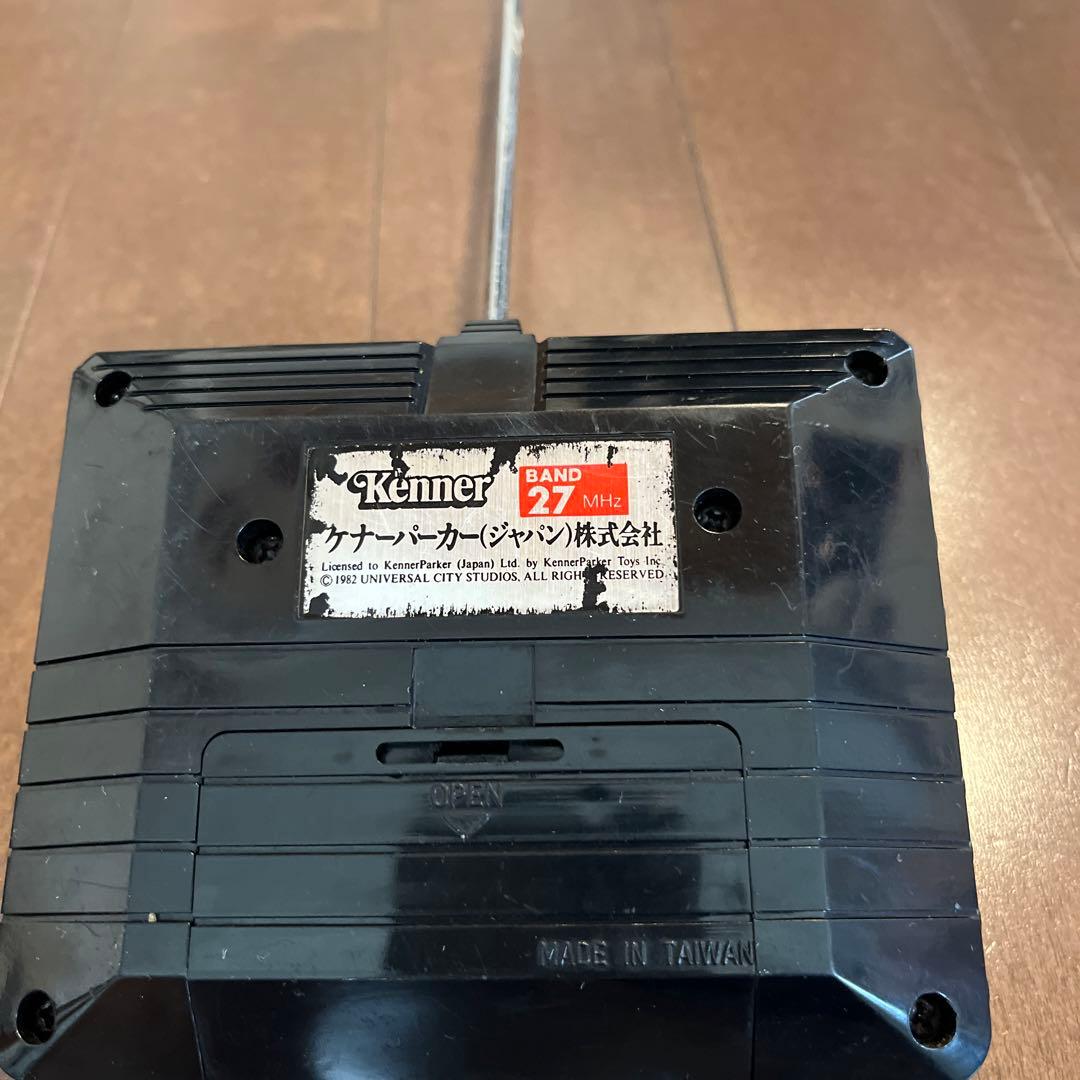 Kenner BAND
27 MHz
ケナーパーカー(ジャパン)株式会社
Licensed to KennerParker (Japan) Ltd. by KennerParker Toys Inc.
© 1982 UNIVERSAL CITY STUDIOS, ALL RIGHTS RESERVED
OPEN
MADE IN TAIWAN